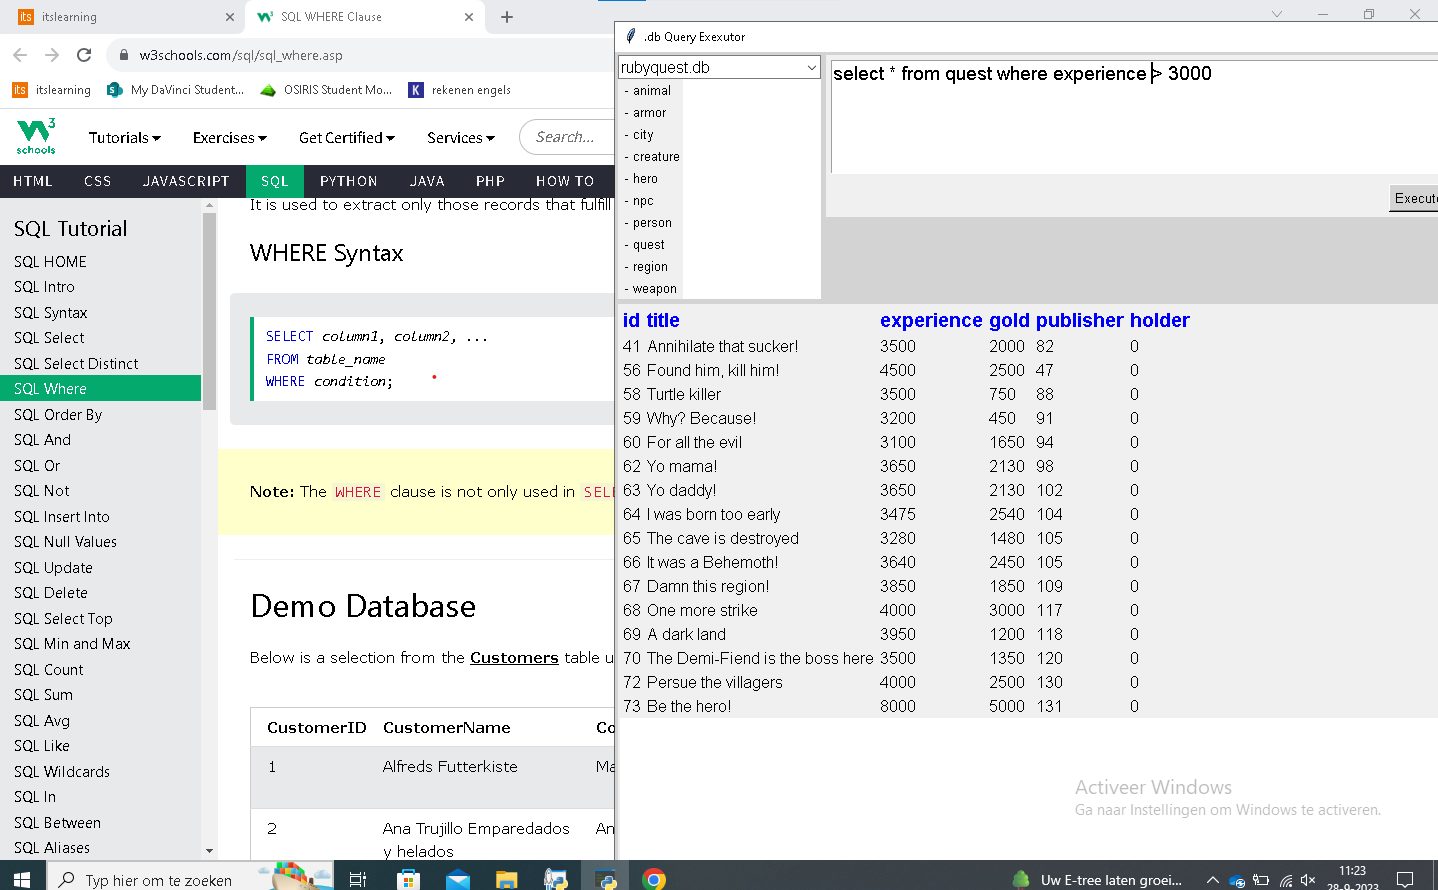 itslearning
SQL WHERE Clause
w3schools.com/sql/sql_where.asp
itslearning
My DaVinci Student...
OSIRIS Student Mo...
rekenen engels
W3 schools
Tutorials
Exercises
Get Certified
Services
Search...
HTML CSS JAVASCRIPT SQL PYTHON JAVA PHP HOW TO
SQL Tutorial
SQL HOME
SQL Intro
SQL Syntax
SQL Select
SQL Select Distinct
SQL Where
SQL Order By
SQL And
SQL Or
SQL Not
SQL Insert Into
SQL Null Values
SQL Update
SQL Delete
SQL Select Top
SQL Min and Max
SQL Count
SQL Sum
SQL Avg
SQL Like
SQL Wildcards
SQL In
SQL Between
SQL Aliases
It is used to extract only those records that fulfill
WHERE Syntax
SELECT column1, column2, ...
FROM table_name
WHERE condition;
Note: The WHERE clause is not only used in SELE
Demo Database
Below is a selection from the Customers table u
CustomerID CustomerName Co
1 Alfreds Futterkiste Ma
2 Ana Trujillo Emparedados An
y helados
.db Query Exexutor
rubyquest.db
- animal
- armor
- city
- creature
- hero
- npc
- person
- quest
- region
- weapon
select * from quest where experience > 3000
Execute
id title experience gold publisher holder
41 Annihilate that sucker! 3500 2000 82 0
56 Found him, kill him! 4500 2500 47 0
58 Turtle killer 3500 750 88 0
59 Why? Because! 3200 450 91 0
60 For all the evil 3100 1650 94 0
62 Yo mama! 3650 2130 98 0
63 Yo daddy! 3650 2130 102 0
64 I was born too early 3475 2540 104 0
65 The cave is destroyed 3280 1480 105 0
66 It was a Behemoth! 3640 2450 105 0
67 Damn this region! 3850 1850 109 0
68 One more strike 4000 3000 117 0
69 A dark land 3950 1200 118 0
70 The Demi-Fiend is the boss here 3500 1350 120 0
72 Persue the villagers 4000 2500 130 0
73 Be the hero! 8000 5000 131 0
Activeer Windows
Ga naar Instellingen om Windows te activeren.
Typ hier om te zoeken
Uw E-tree laten groei...
11:23
28-9-2023